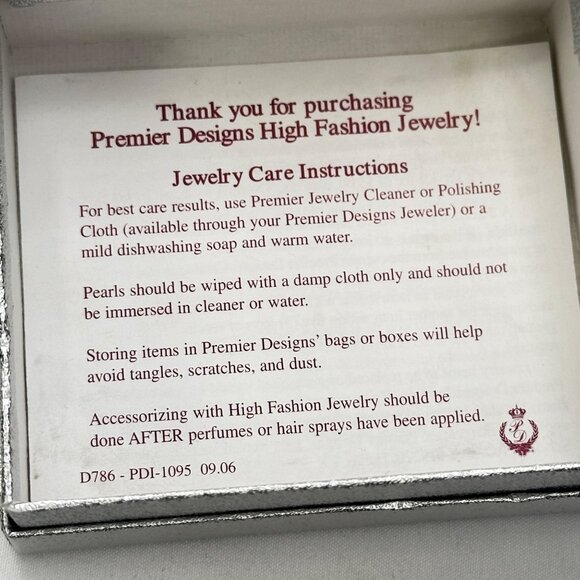 Thank you for purchasing
Premier Designs High Fashion Jewelry!
Jewelry Care Instructions
For best care results, use Premier Jewelry Cleaner or Polishing
Cloth (available through your Premier Designs Jeweler) or a
mild dishwashing soap and warm water.
Pearls should be wiped with a damp cloth only and should not
be immersed in cleaner or water.
Storing items in Premier Designs' bags or boxes will help
avoid tangles, scratches, and dust.
Accessorizing with High Fashion Jewelry should be
done AFTER perfumes or hair sprays have been applied.
PD
D786 - PDI-1095 09.06